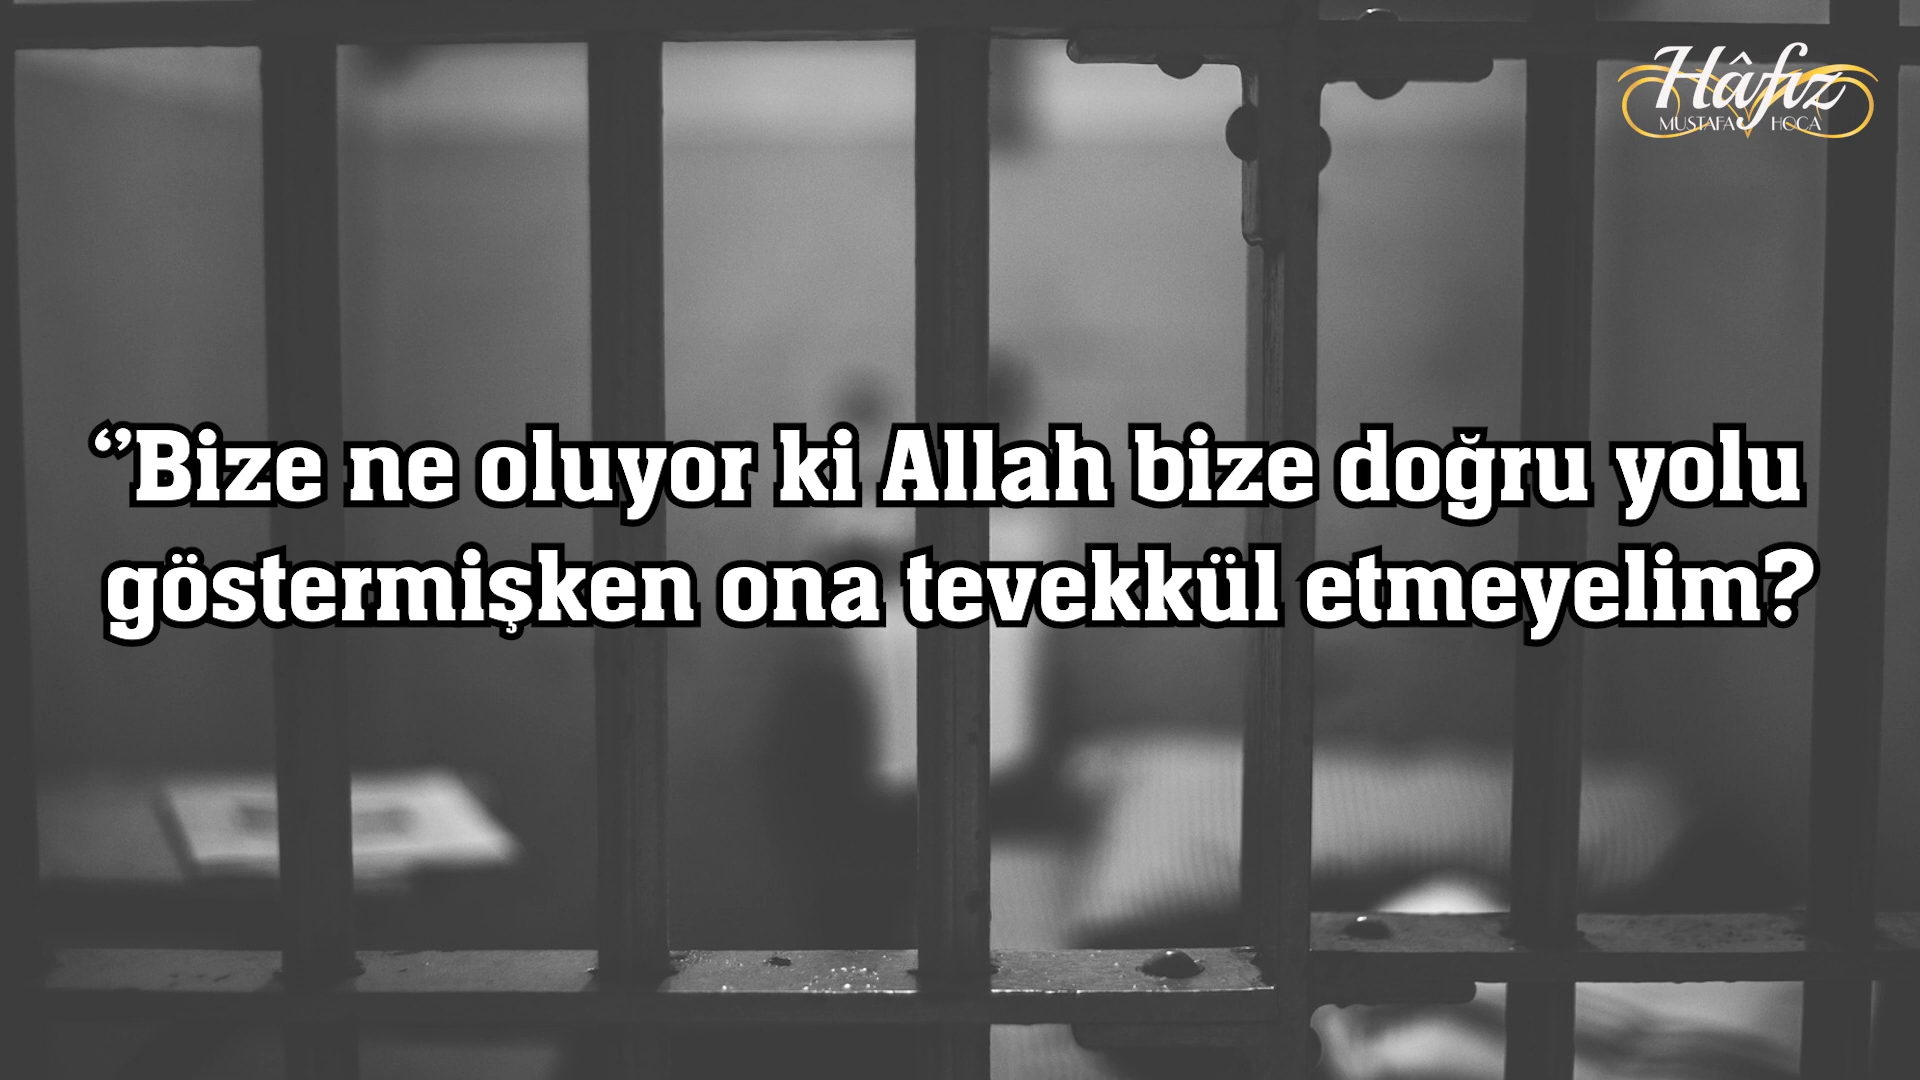 Hâfız
MUSTAFA HOCA
‘’Bize ne oluyor ki Allah bize doğru yolu
göstermişken ona tevekkül etmeyelim?